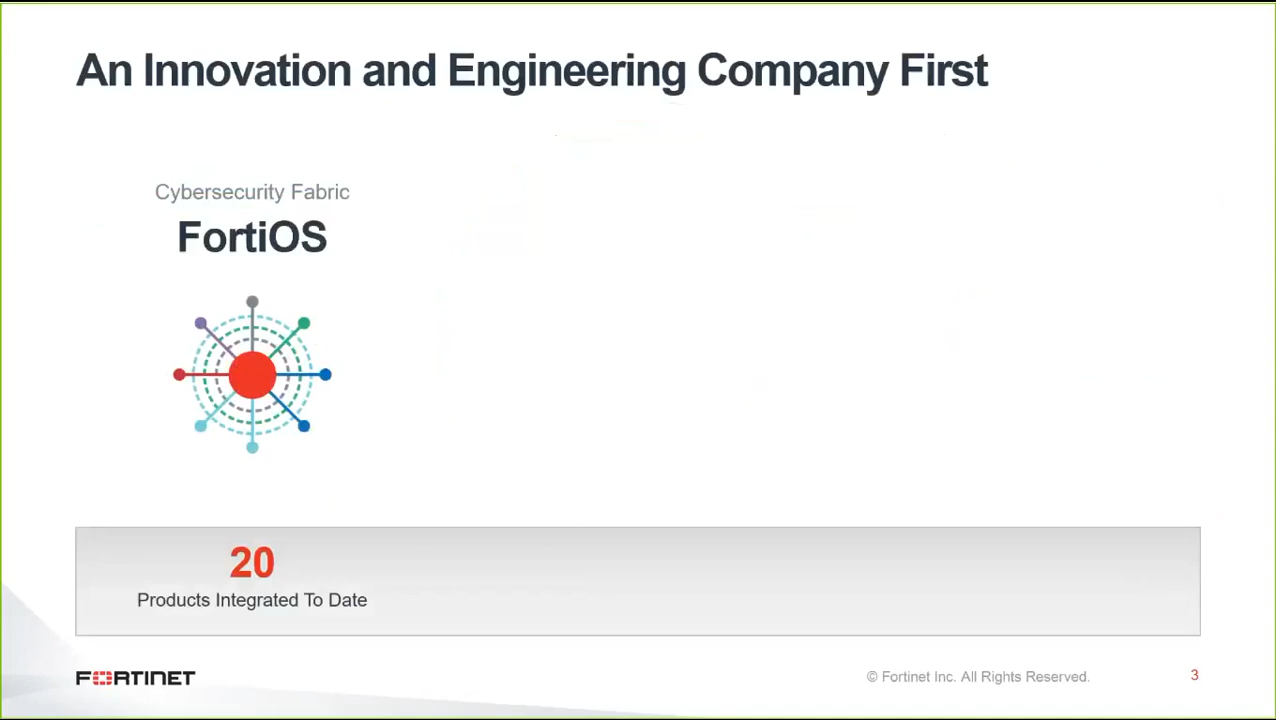 An Innovation and Engineering Company First
Cybersecurity Fabric
FortiOS
20
Products Integrated To Date
FORTINET
© Fortinet Inc. All Rights Reserved.
3